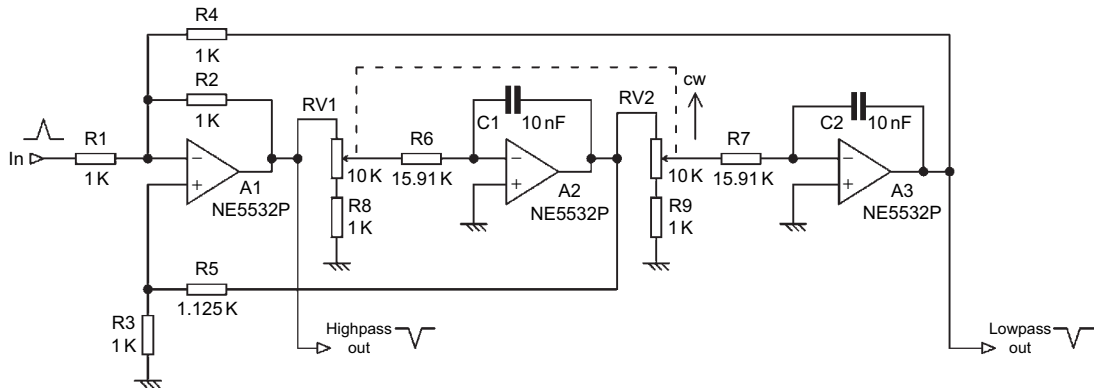 R4
1K
R2
1K
RV1
C1
10nF
RV2
cw
C2
10nF
In
R1
1K
R6
15.91K
R7
15.91K
A1
NE5532P
10K
A2
NE5532P
10K
A3
NE5532P
R8
1K
R9
1K
R5
1.125K
R3
1K
Highpass
out
Lowpass
out